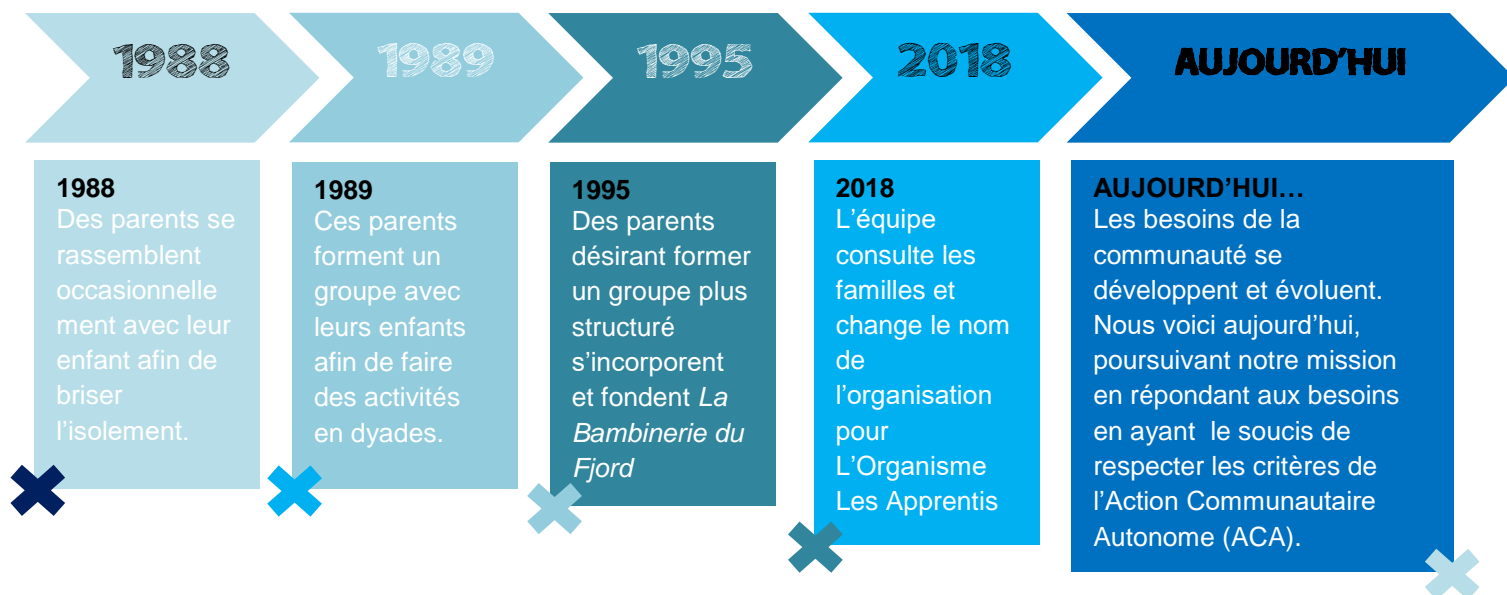 1988
1989
1995
2018
AUJOURD'HUI
1988
Des parents se
rassemblent
occasionnelle
ment avec leur
enfant afin de
briser
l'isolement.
1989
Ces parents
forment un
groupe avec
leurs enfants
afin de faire
des activités
en dyades.
1995
Des parents
désirant former
un groupe plus
structuré
s'incorporent
et fondent La
Bambinerie du
Fjord
2018
L'équipe
consulte les
familles et
change le nom
de
l'organisation
pour
L'Organisme
Les Apprentis
AUJOURD'HUI…
Les besoins de la
communauté se
développent et évoluent.
Nous voici aujourd'hui,
poursuivant notre mission
en répondant aux besoins
en ayant  le soucis de
respecter les critères de
l'Action Communautaire
Autonome (ACA).